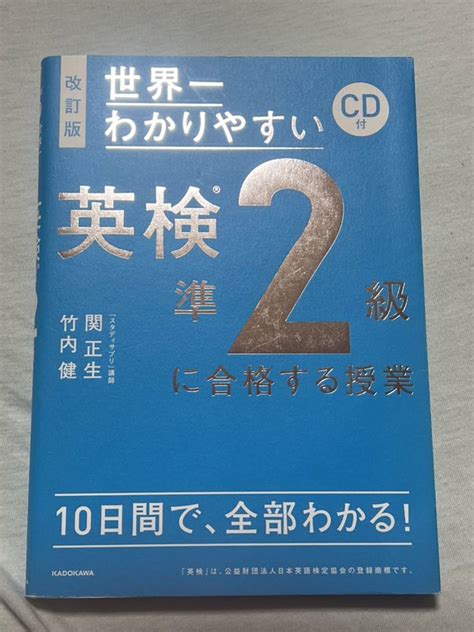 改訂版
世界一
わかりやすい
CD付
英検®
準2級
に合格する授業
「スタディサプリ」講師
関 正生
竹内 健
10日間で、全部わかる!
KADOKAWA
「英検」は、公益財団法人日本英語検定協会の登録商標です。